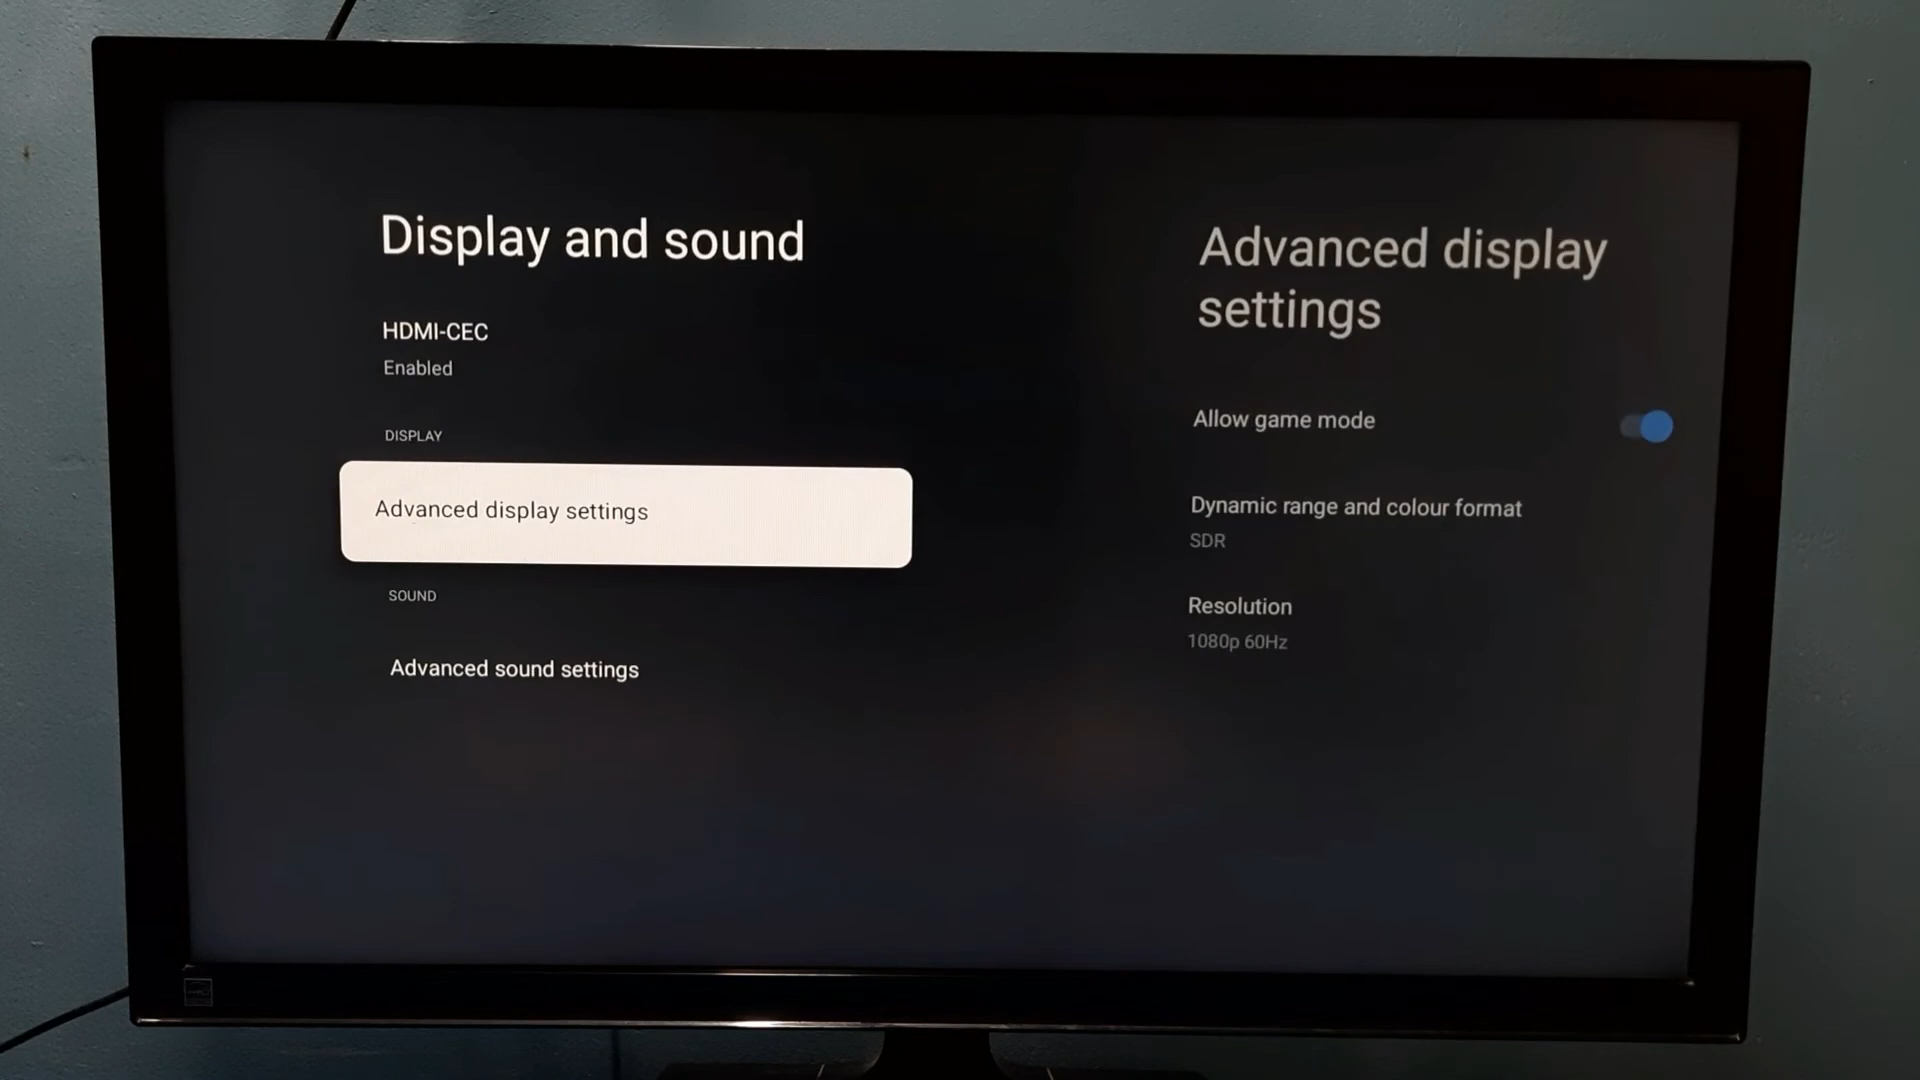 Display and sound
HDMI-CEC
Enabled
DISPLAY
Advanced display settings
SOUND
Advanced sound settings
Advanced display
settings
Allow game mode
Dynamic range and colour format
SDR
Resolution
1080p 60Hz